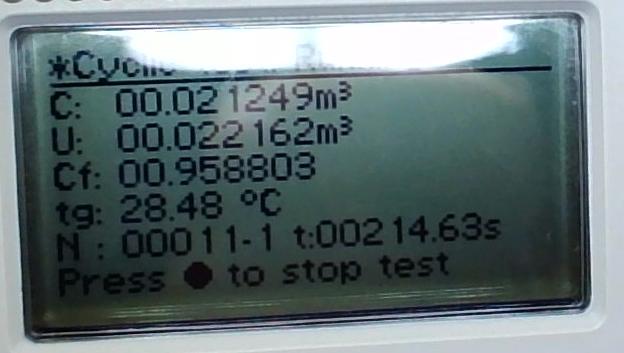 C: 00.021249m³
U: 00.022162m³
Cf: 00.958803
tg: 28.48 °C
N : 00011-1 t:00214.63s
Press ● to stop test